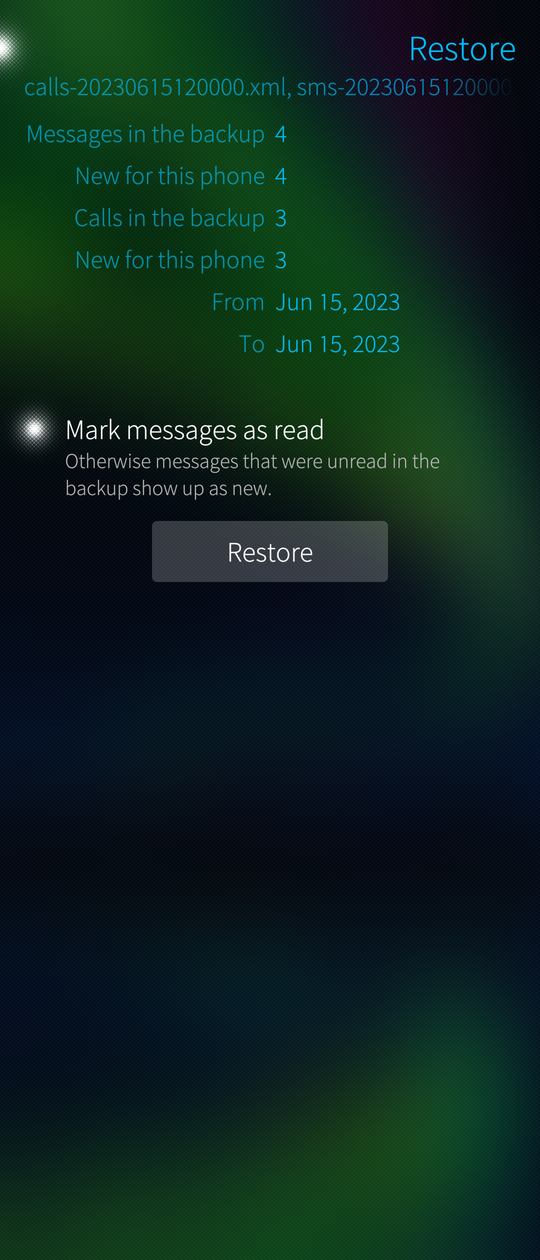 Restore
calls-20230615120000.xml, sms-20230615120000
Messages in the backup 4
New for this phone 4
Calls in the backup 3
New for this phone 3
From Jun 15, 2023
To Jun 15, 2023
Mark messages as read
Otherwise messages that were unread in the
backup show up as new.
Restore